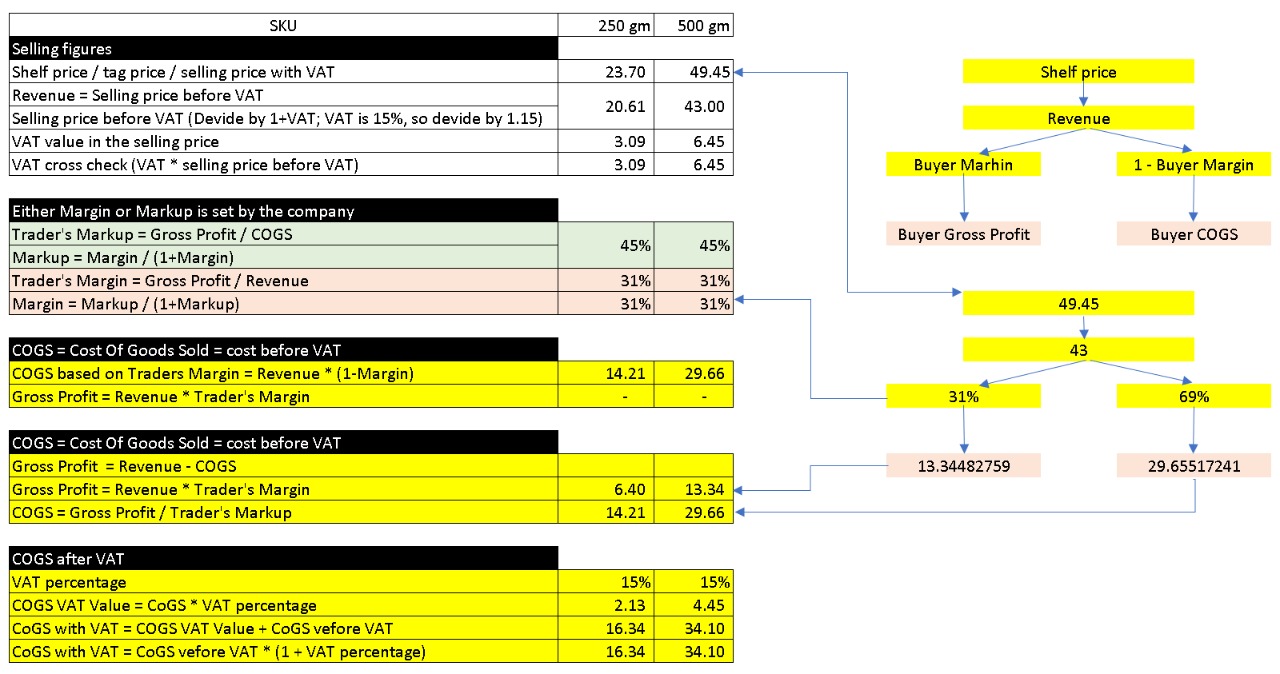 SKU 250 gm 500 gm
Selling figures
Shelf price / tag price / selling price with VAT 23.70 49.45
Revenue = Selling price before VAT
20.61 43.00
Selling price before VAT (Devide by 1+VAT; VAT is 15%, so devide by 1.15)
VAT value in the selling price 3.09 6.45
VAT cross check (VAT * selling price before VAT) 3.09 6.45
Either Margin or Markup is set by the company
Trader's Markup = Gross Profit / COGS
45% 45%
Markup = Margin / (1+Margin)
Trader's Margin = Gross Profit / Revenue 31% 31%
Margin = Markup / (1+Markup) 31% 31%
COGS = Cost Of Goods Sold = cost before VAT
COGS based on Traders Margin = Revenue * (1-Margin) 14.21 29.66
Gross Profit = Revenue * Trader's Margin - -
COGS = Cost Of Goods Sold = cost before VAT
Gross Profit = Revenue - COGS
Gross Profit = Revenue * Trader's Margin 6.40 13.34
COGS = Gross Profit / Trader's Markup 14.21 29.66
COGS after VAT
VAT percentage 15% 15%
COGS VAT Value = CoGS * VAT percentage 2.13 4.45
CoGS with VAT = COGS VAT Value + CoGS vefore VAT 16.34 34.10
CoGS with VAT = CoGS vefore VAT * (1 + VAT percentage) 16.34 34.10
Shelf price
Revenue
Buyer Marhin 1 - Buyer Margin
Buyer Gross Profit Buyer COGS
49.45
43
31% 69%
13.34482759 29.65517241